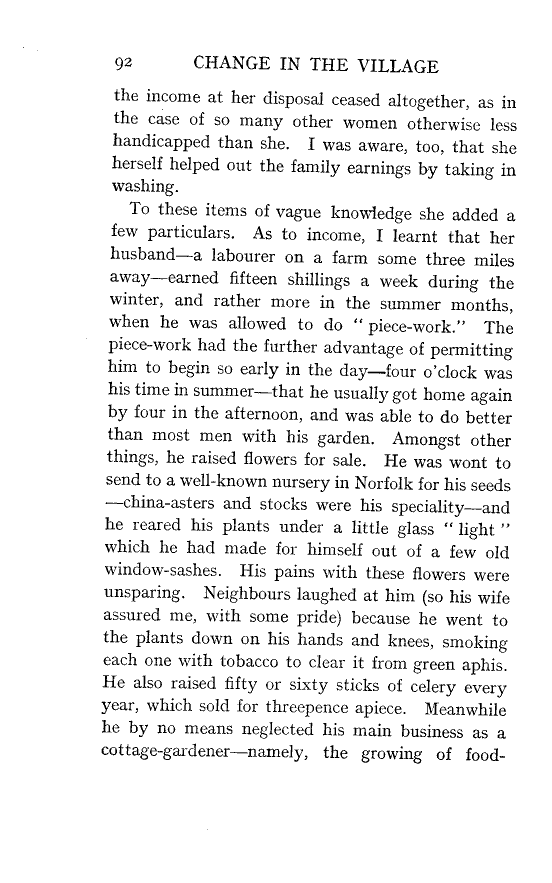 92 CHANGE IN THE VILLAGE
the income at her disposal ceased altogether, as in
the case of so many other women otherwise less
handicapped than she. I was aware, too, that she
herself helped out the family earnings by taking in
washing.
To these items of vague knowledge she added a
few particulars. As to income, I learnt that her
husband—a labourer on a farm some three miles
away—earned fifteen shillings a week during the
winter, and rather more in the summer months,
when he was allowed to do “ piece-work.” The
piece-work had the further advantage of permitting
him to begin so early in the day—four o’clock was
his time in summer—that he usually got home again
by four in the afternoon, and was able to do better
than most men with his garden. Amongst other
things, he raised flowers for sale. He was wont to
send to a well-known nursery in Norfolk for his seeds
—china-asters and stocks were his speciality—and
he reared his plants under a little glass “ light ”
which he had made for himself out of a few old
window-sashes. His pains with these flowers were
unsparing. Neighbours laughed at him (so his wife
assured me, with some pride) because he went to
the plants down on his hands and knees, smoking
each one with tobacco to clear it from green aphis.
He also raised fifty or sixty sticks of celery every
year, which sold for threepence apiece. Meanwhile
he by no means neglected his main business as a
cottage-gardener—namely, the growing of food-